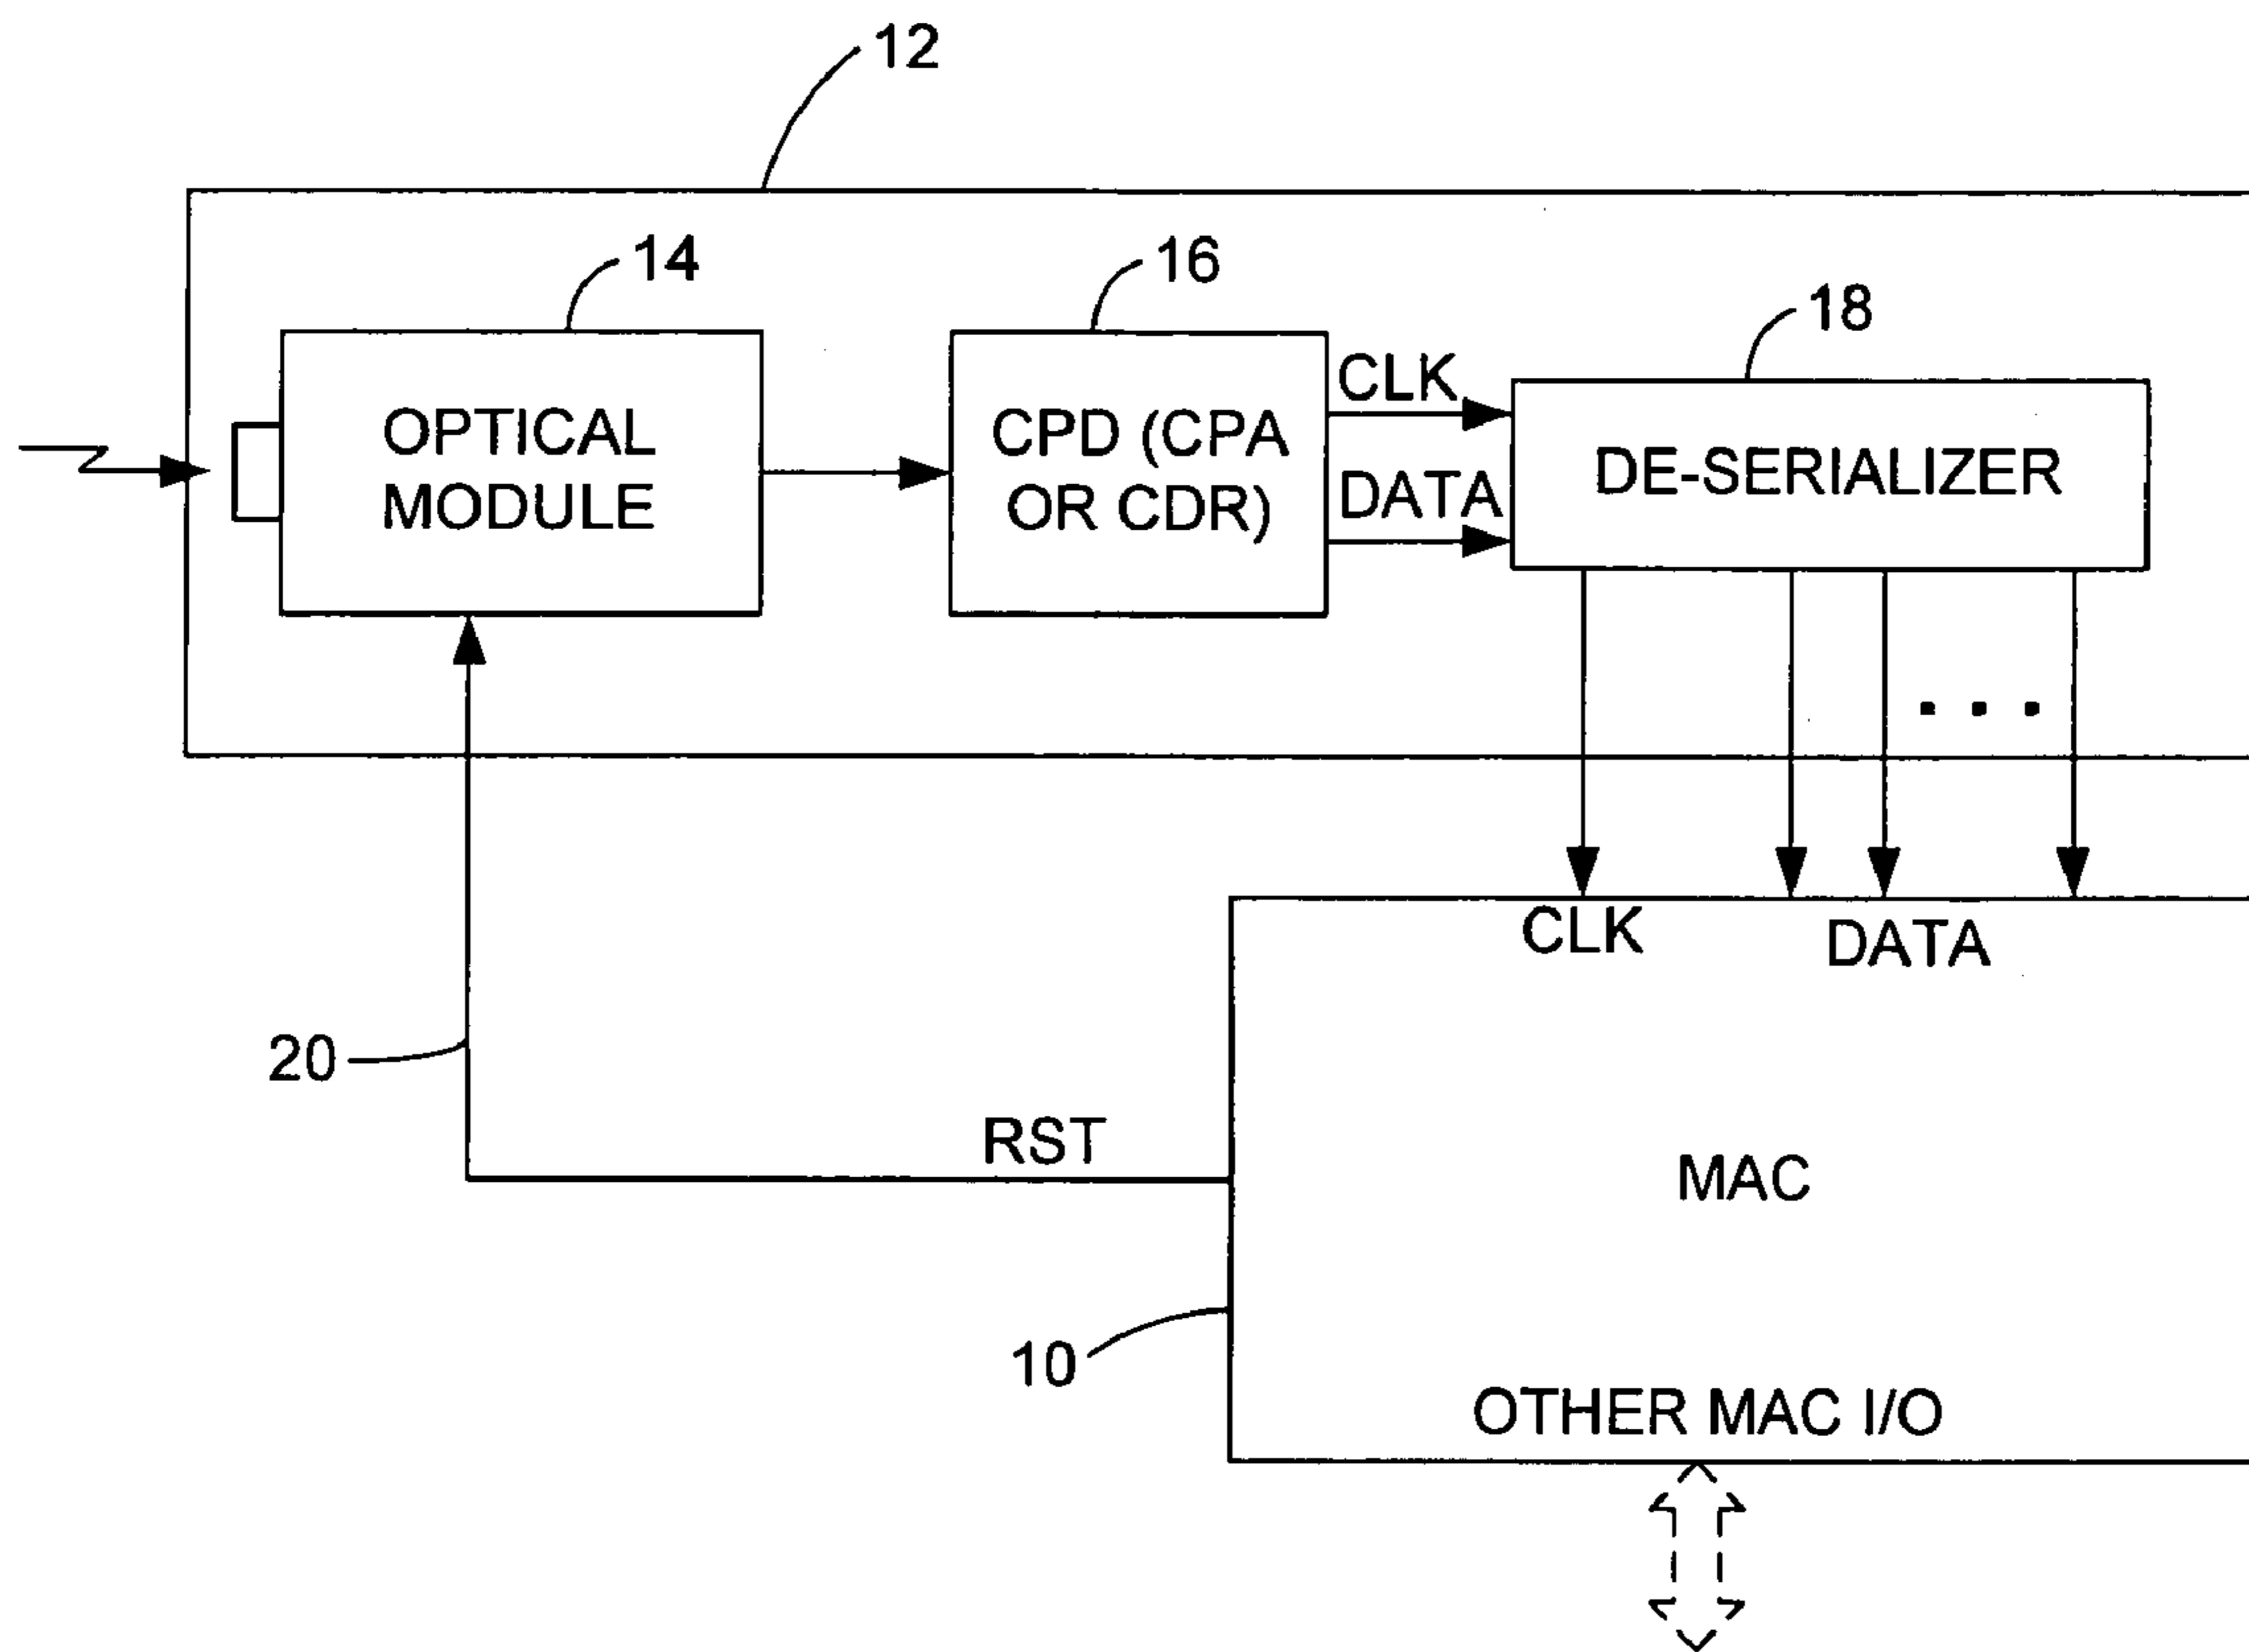 12
14
16
18
OPTICAL
MODULE
CPD (CPA
OR CDR)
CLK
DATA
DE-SERIALIZER
CLK
DATA
20
RST
MAC
10
OTHER MAC I/O